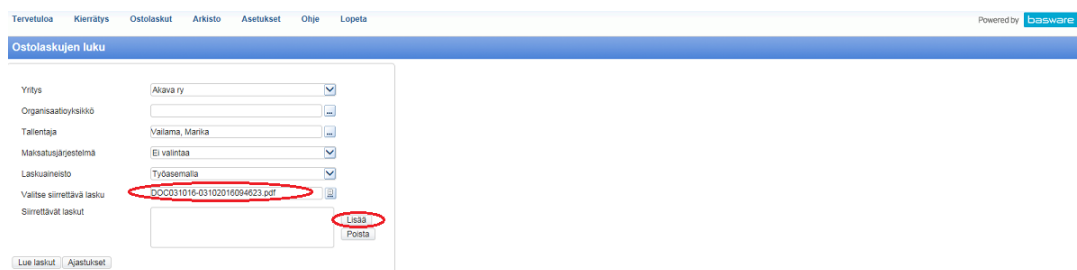 Tervetuloa Kierrätys Ostolaskut Arkisto Asetukset Ohje Lopeta Powered by basware
Ostolaskujen luku
Yritys Akava ry
Organisaatioyksikkö ...
Tallentaja Vailama, Marika ...
Maksatusjärjestelmä Ei valintaa
Laskuaineisto Työasemalla
Valitse siirrettävä lasku DOC031016-03102016094623.pdf
Siirrettävät laskut
Lisää
Poista
Lue laskut Ajastukset